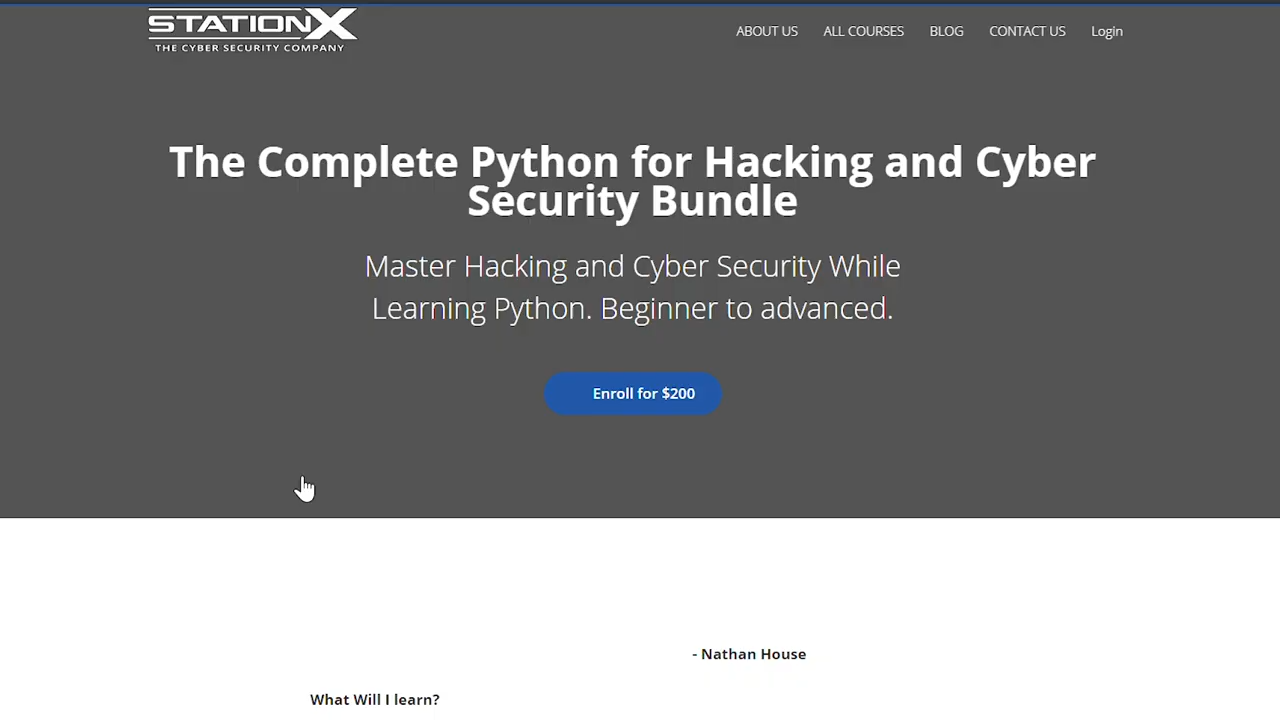 STATIONX
THE CYBER SECURITY COMPANY
ABOUT US
ALL COURSES
BLOG
CONTACT US
Login
The Complete Python for Hacking and Cyber
Security Bundle
Master Hacking and Cyber Security While
Learning Python. Beginner to advanced.
Enroll for $200
- Nathan House
What Will I learn?